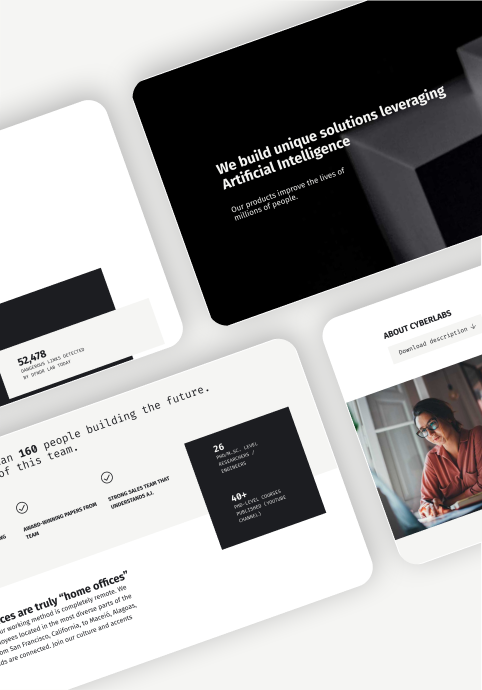 We build unique solutions leveraging
Artificial Intelligence
Our products improve the lives of
millions of people.
52,478
DANGEROUS LINKS DETECTED
BY DFNDR LAB TODAY
ABOUT CYBERLABS
Download description
an 160 people building the future.
of this team.
26
PHD/M.SC. LEVEL
RESEARCHERS /
ENGINEERS
40+
PHD-LEVEL COURSES
PUBLISHED (YOUTUBE
CHANNEL)
AWARD-WINNING PAPERS FROM
TEAM
STRONG SALES TEAM THAT
UNDERSTANDS A.I.
ces are truly “home offices”
ur working method is completely remote. We
oyees located in the most diverse parts of the
om San Francisco, California, to Maceió, Alagoas,
ds are connected. Join our culture and accents